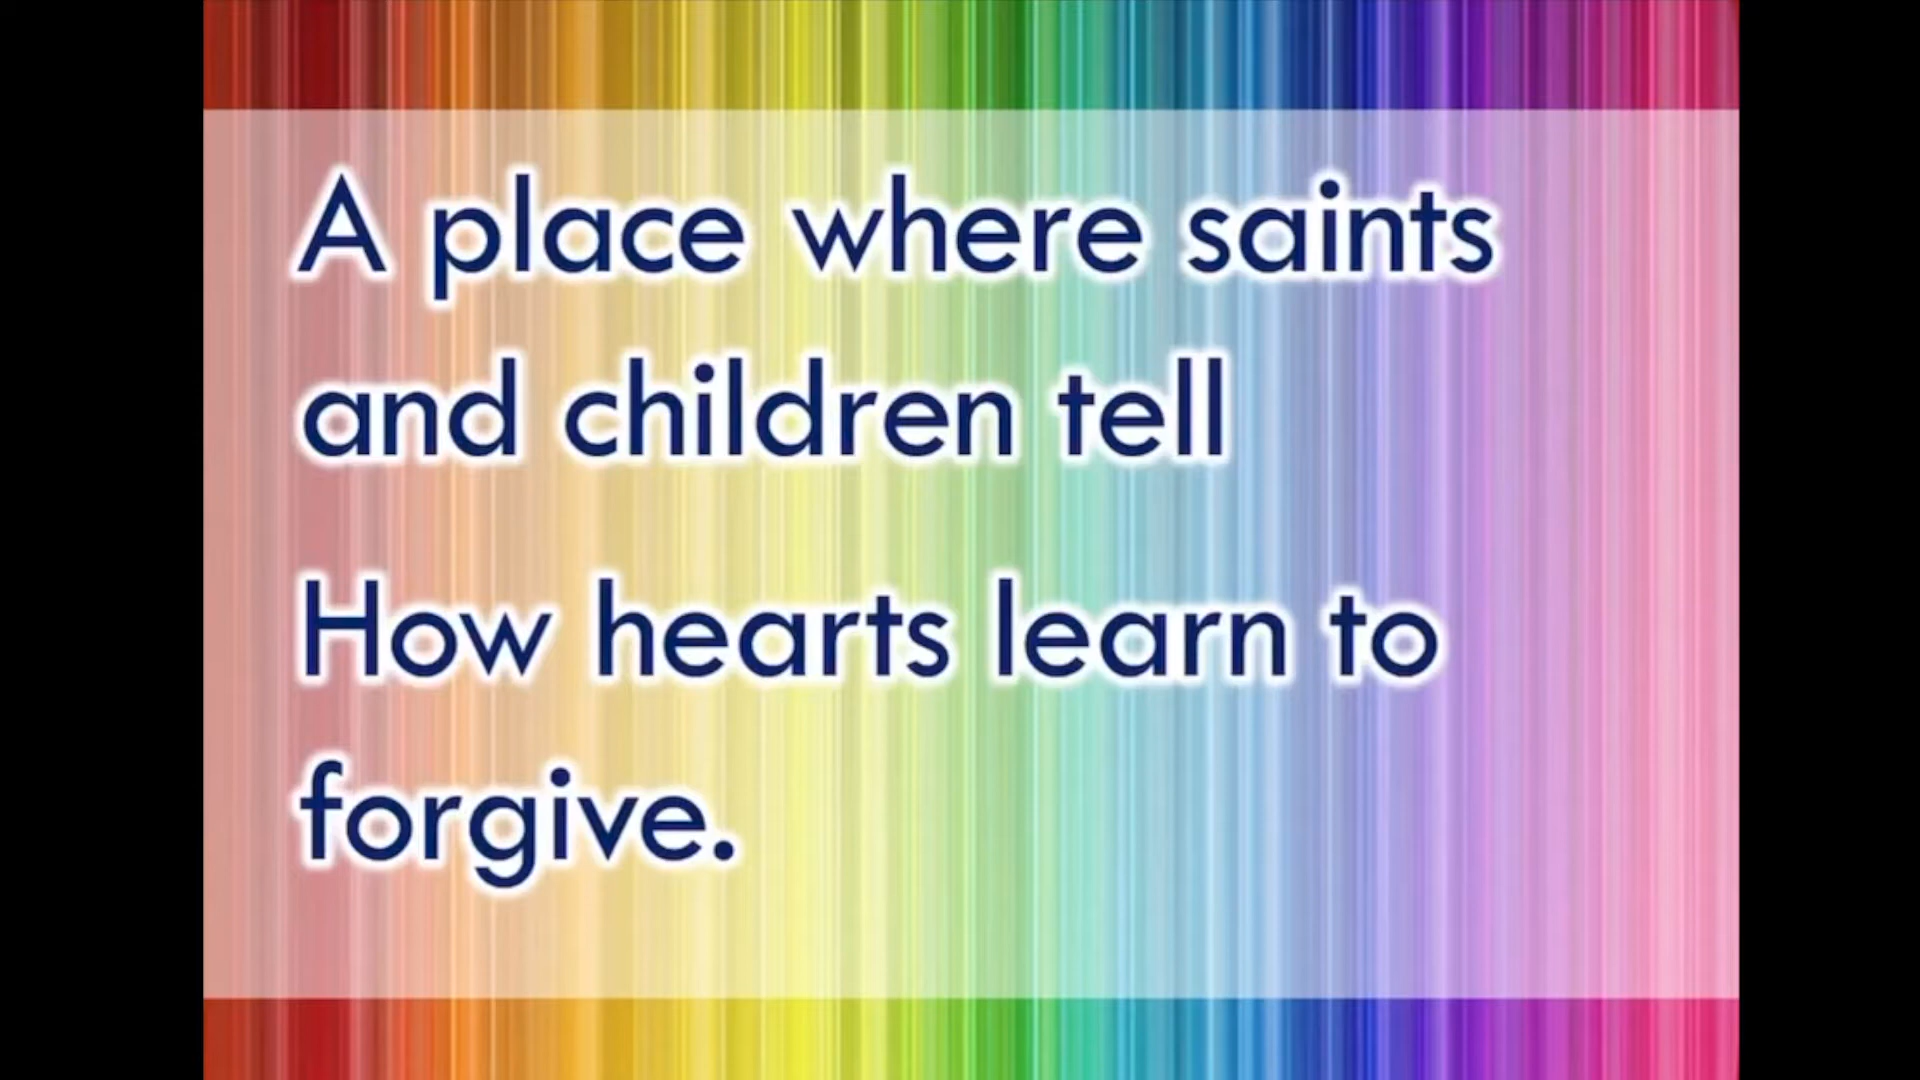 A place where saints
and children tell
How hearts learn to
forgive.